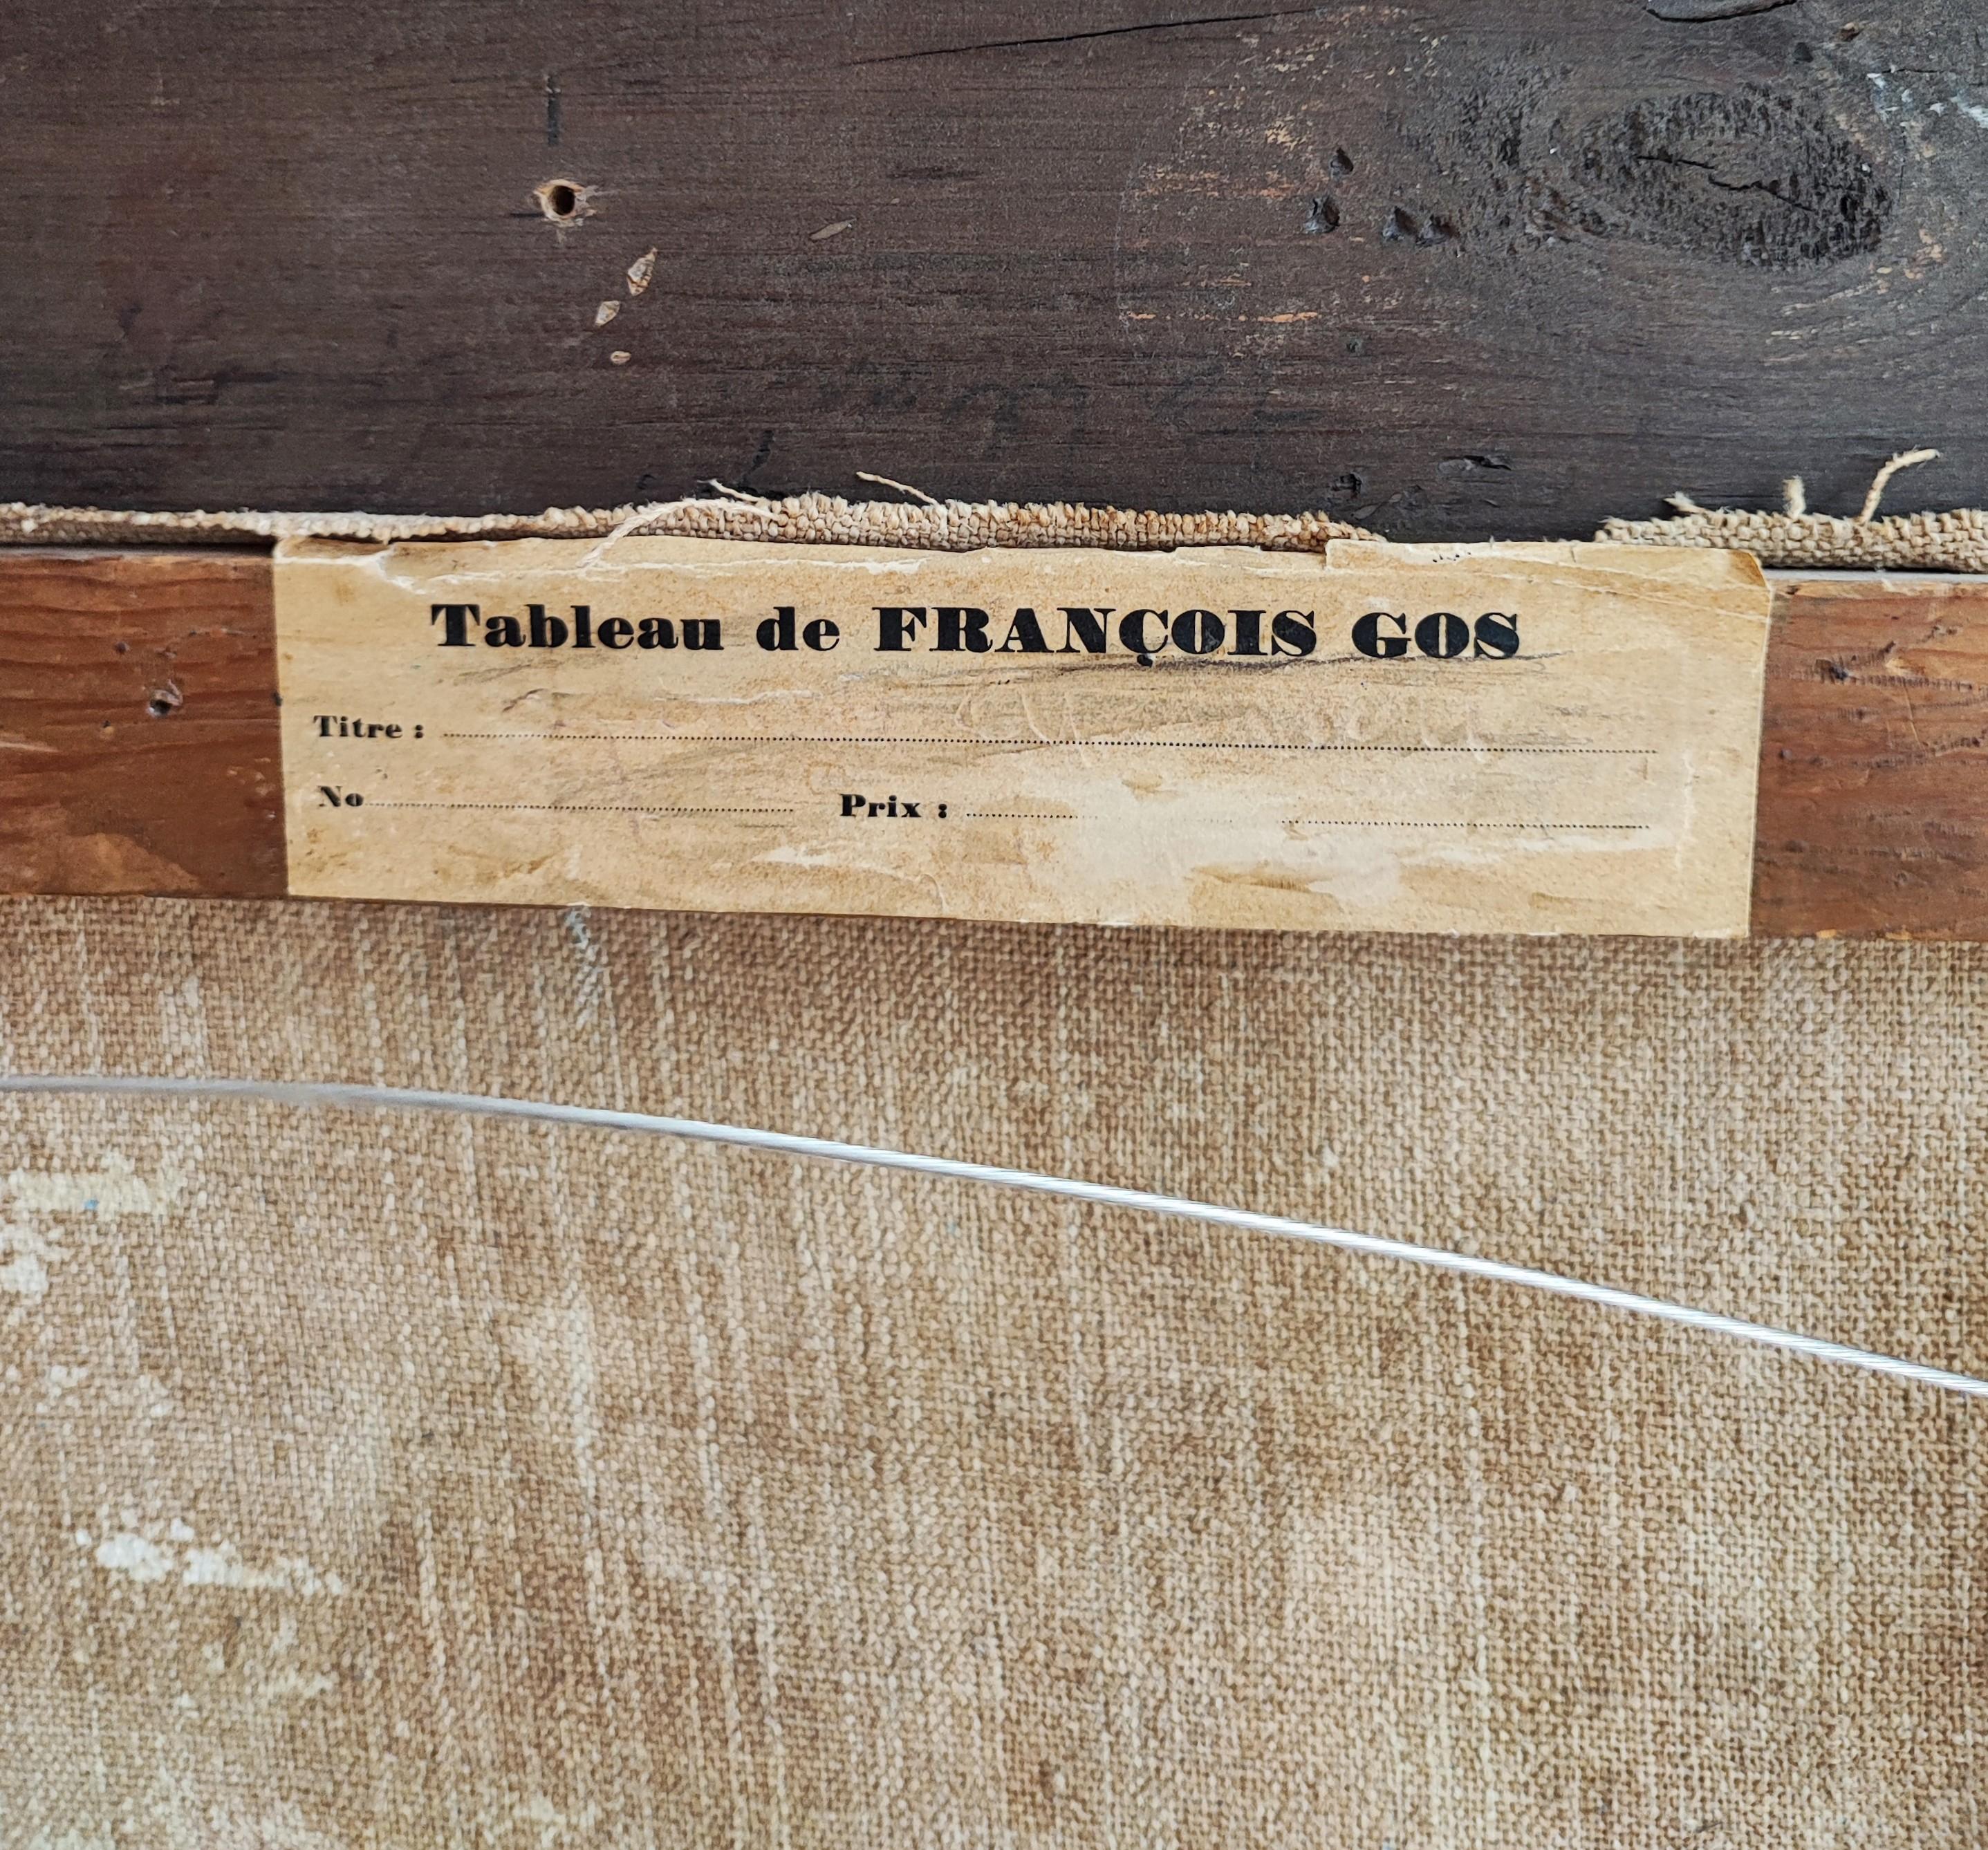 Tableau de FRANÇOIS GOS
Titre :
No Prix :